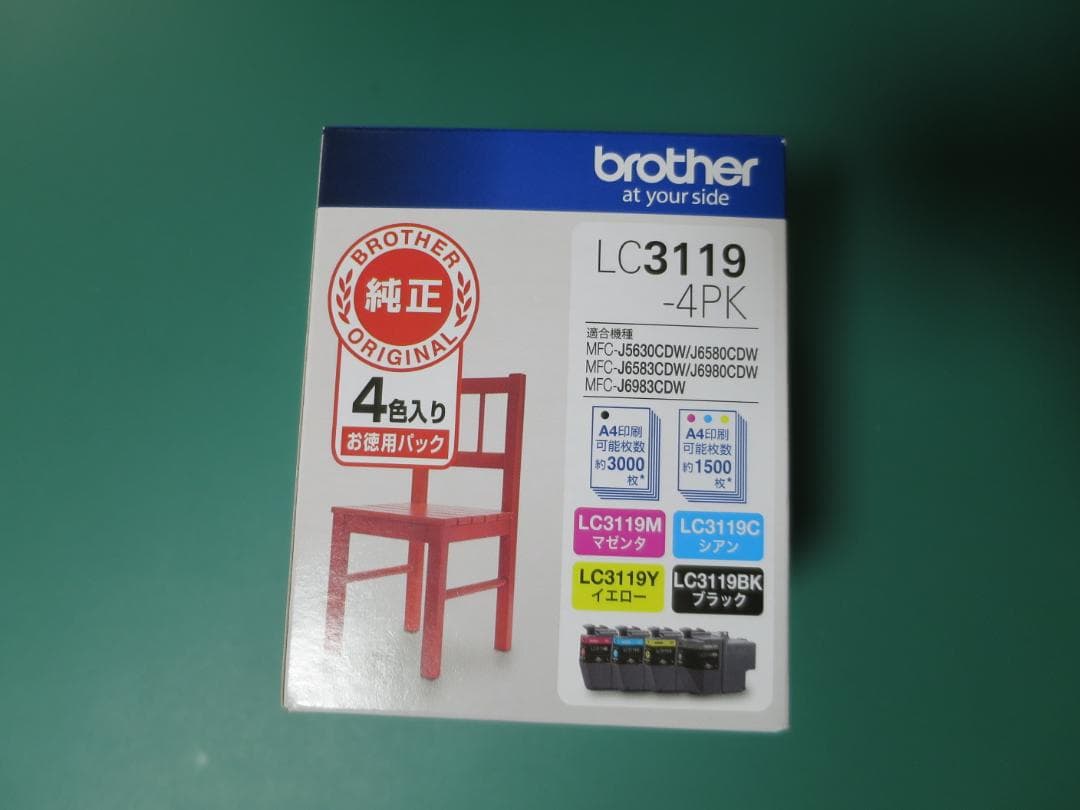 brother
at your side
BROTHER
純正
ORIGINAL
4色入り
お徳用パック
LC3119
-4PK
適合機種
MFC-J5630CDW/J6580CDW
MFC-J6583CDW/J6980CDW
MFC-J6983CDW
A4印刷
可能枚数
約3000
枚*
A4印刷
可能枚数
約1500
枚*
LC3119M
マゼンタ
LC3119C
シアン
LC3119Y
イエロー
LC3119BK
ブラック